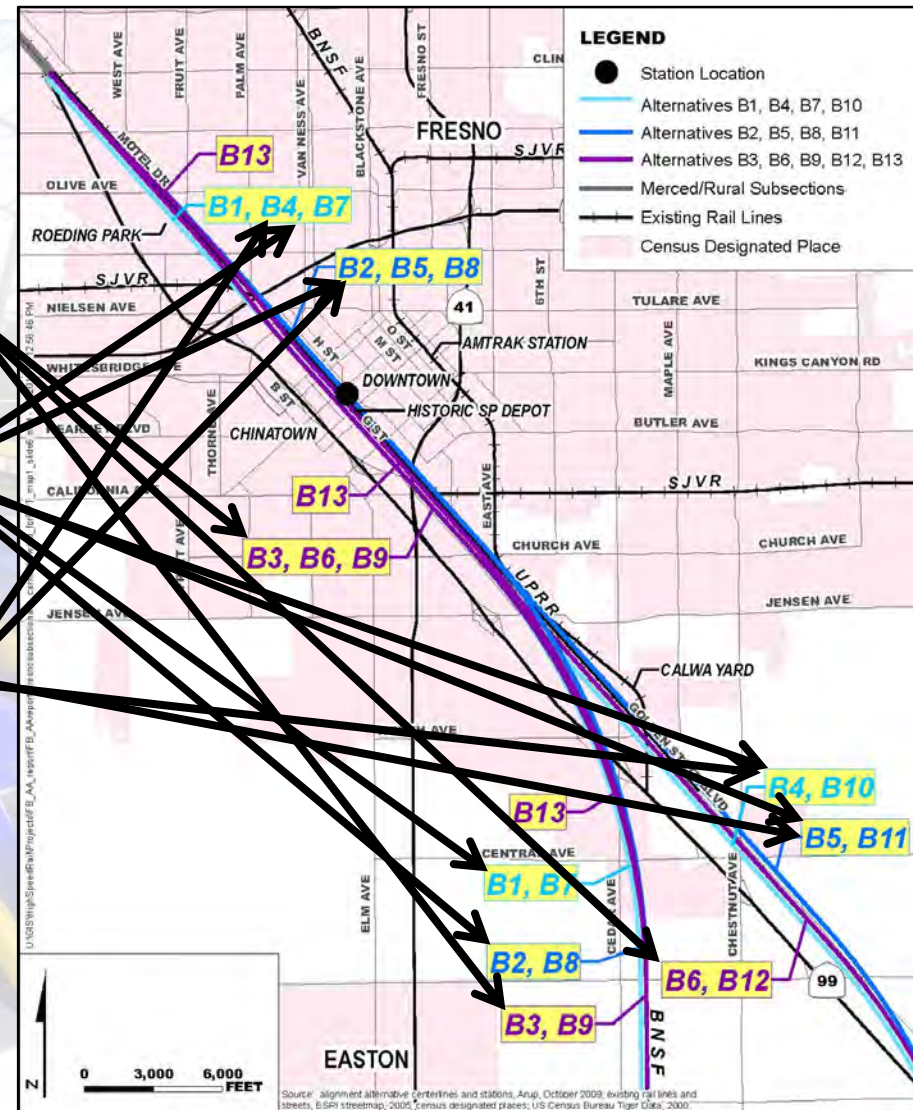 LEGEND
Station Location
Alternatives B1, B4, B7, B10
Alternatives B2, B5, B8, B11
Alternatives B3, B6, B9, B12, B13
Merced/Rural Subsections
Existing Rail Lines
Census Designated Place
WEST AVE
FRUIT AVE
PALM AVE
VAN NESS AVE
BNSF
BLACKSTONE AVE
FRESNO ST
CLIN
FRESNO
SJVR
MOTEL DR
B13
OLIVE AVE
B1, B4, B7
ROEDING PARK
B2, B5, B8
SJVR
NIELSEN AVE
41
6TH ST
TULARE AVE
O ST
M ST
H ST
AMTRAK STATION
MAPLE AVE
KINGS CANYON RD
DOWNTOWN
B ST
HISTORIC SP DEPOT
G ST
BUTLER AVE
CHINATOWN
THORNE AVE
B13
SJVR
EAST AVE
B3, B6, B9
CHURCH AVE
CHURCH AVE
UPRR
JENSEN AVE
JENSEN AVE
CALWA YARD
AVE
B4, B10
B13
B5, B11
CENTRAL AVE
B1, B7
ELM AVE
CEDAR AVE
CHESTNUT AVE
B2, B8
B6, B12
99
B3, B9
BNSF
EASTON
N
0 3,000 6,000
FEET
Source: alignment alternative centerlines and stations, Arup, October 2009; existing rail lines and
streets, ESRI streetmap, 2005; census designated places; US Census Bureau Tiger Data, 2000.